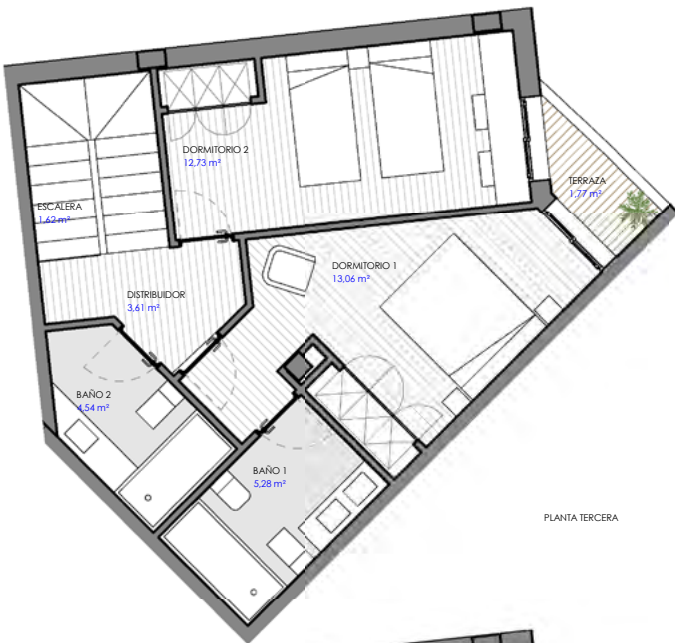 DORMITORIO 2
12,73 m²
TERRAZA
1,77 m²
ESCALERA
1,62 m²
DORMITORIO 1
13,06 m²
DISTRIBUIDOR
3,61 m²
BAÑO 2
4,54 m²
BAÑO 1
5,28 m²
PLANTA TERCERA